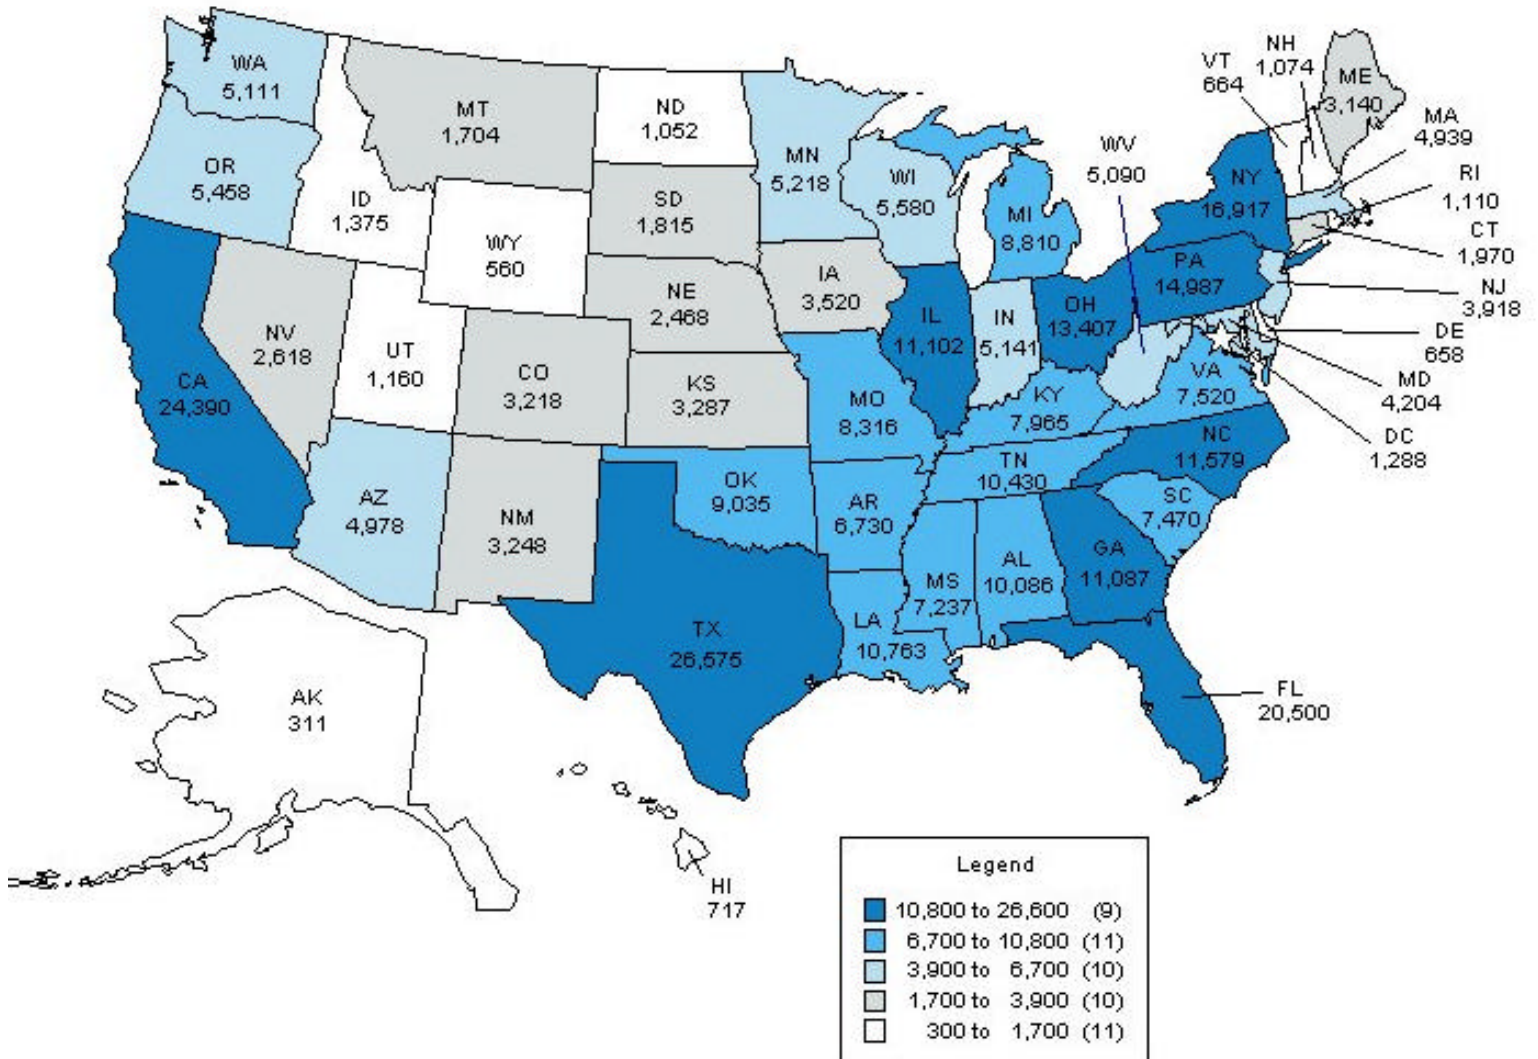 WA
5,111
MT
1,704
ND
1,052
MN
5,218
VT
664
NH
1,074
ME
3,140
MA
4,939
OR
5,458
ID
1,375
SD
1,815
WI
5,580
MI
8,810
WV
5,090
NY
16,917
RI
1,110
CT
1,970
WY
560
IA
3,520
PA
14,987
NJ
3,918
NE
2,468
NV
2,618
UT
1,160
IL
11,102
IN
5,141
OH
13,407
DE
658
CA
24,390
CO
3,218
KS
3,287
MO
8,316
KY
7,965
VA
7,520
MD
4,204
DC
1,288
NC
11,579
TN
10,430
AZ
4,978
NM
3,248
OK
9,035
AR
6,730
SC
7,470
MS
7,237
AL
10,086
GA
11,087
TX
26,575
LA
10,763
FL
20,500
AK
311
HI
717
Legend
10,800 to 26,600 (9)
6,700 to 10,800 (11)
3,900 to 6,700 (10)
1,700 to 3,900 (10)
300 to 1,700 (11)